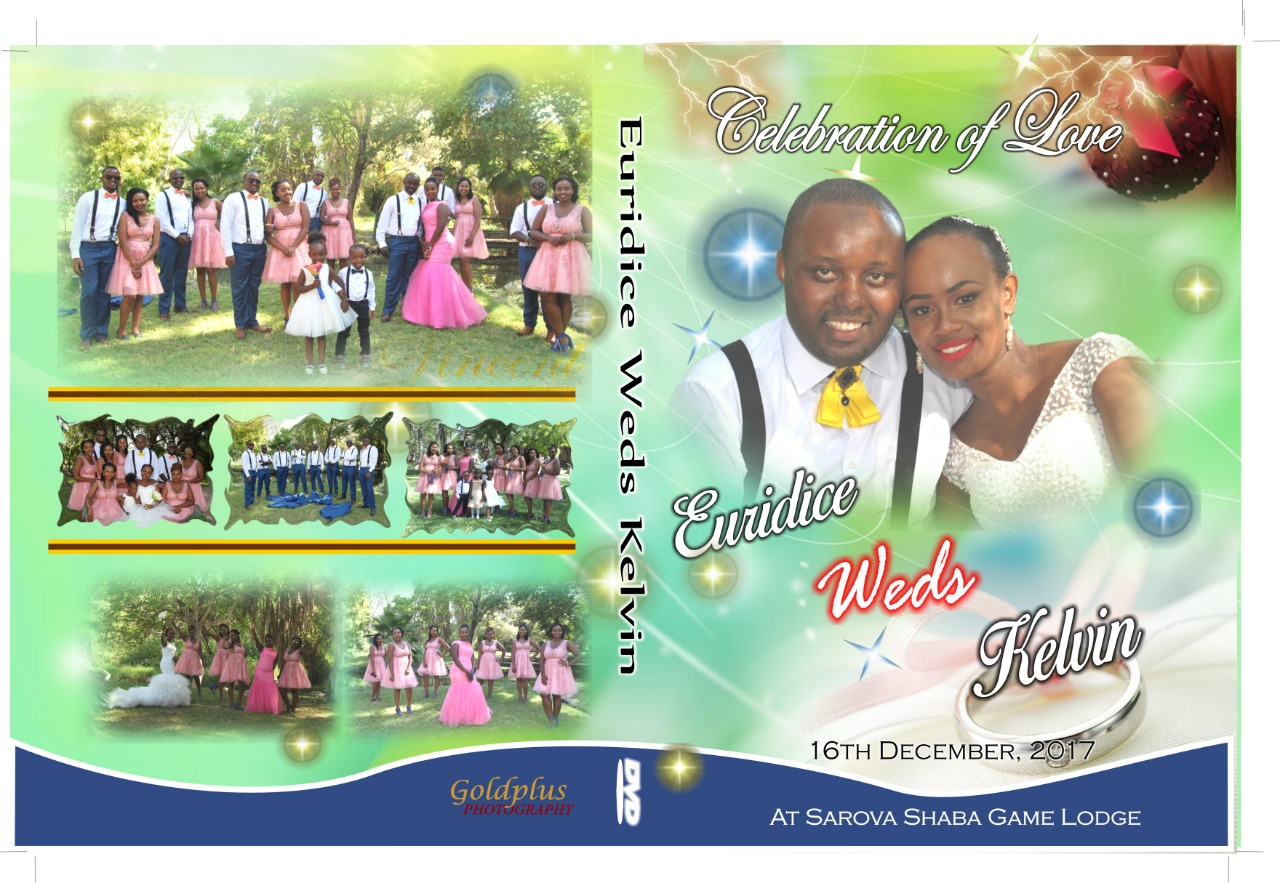 Vincent
Goldplus
PHOTOGRAPHY
Euridice Weds Kelvin
DVD
Celebration of Love
Euridice
Weds
Kelvin
16TH DECEMBER, 2017
AT SAROVA SHABA GAME LODGE